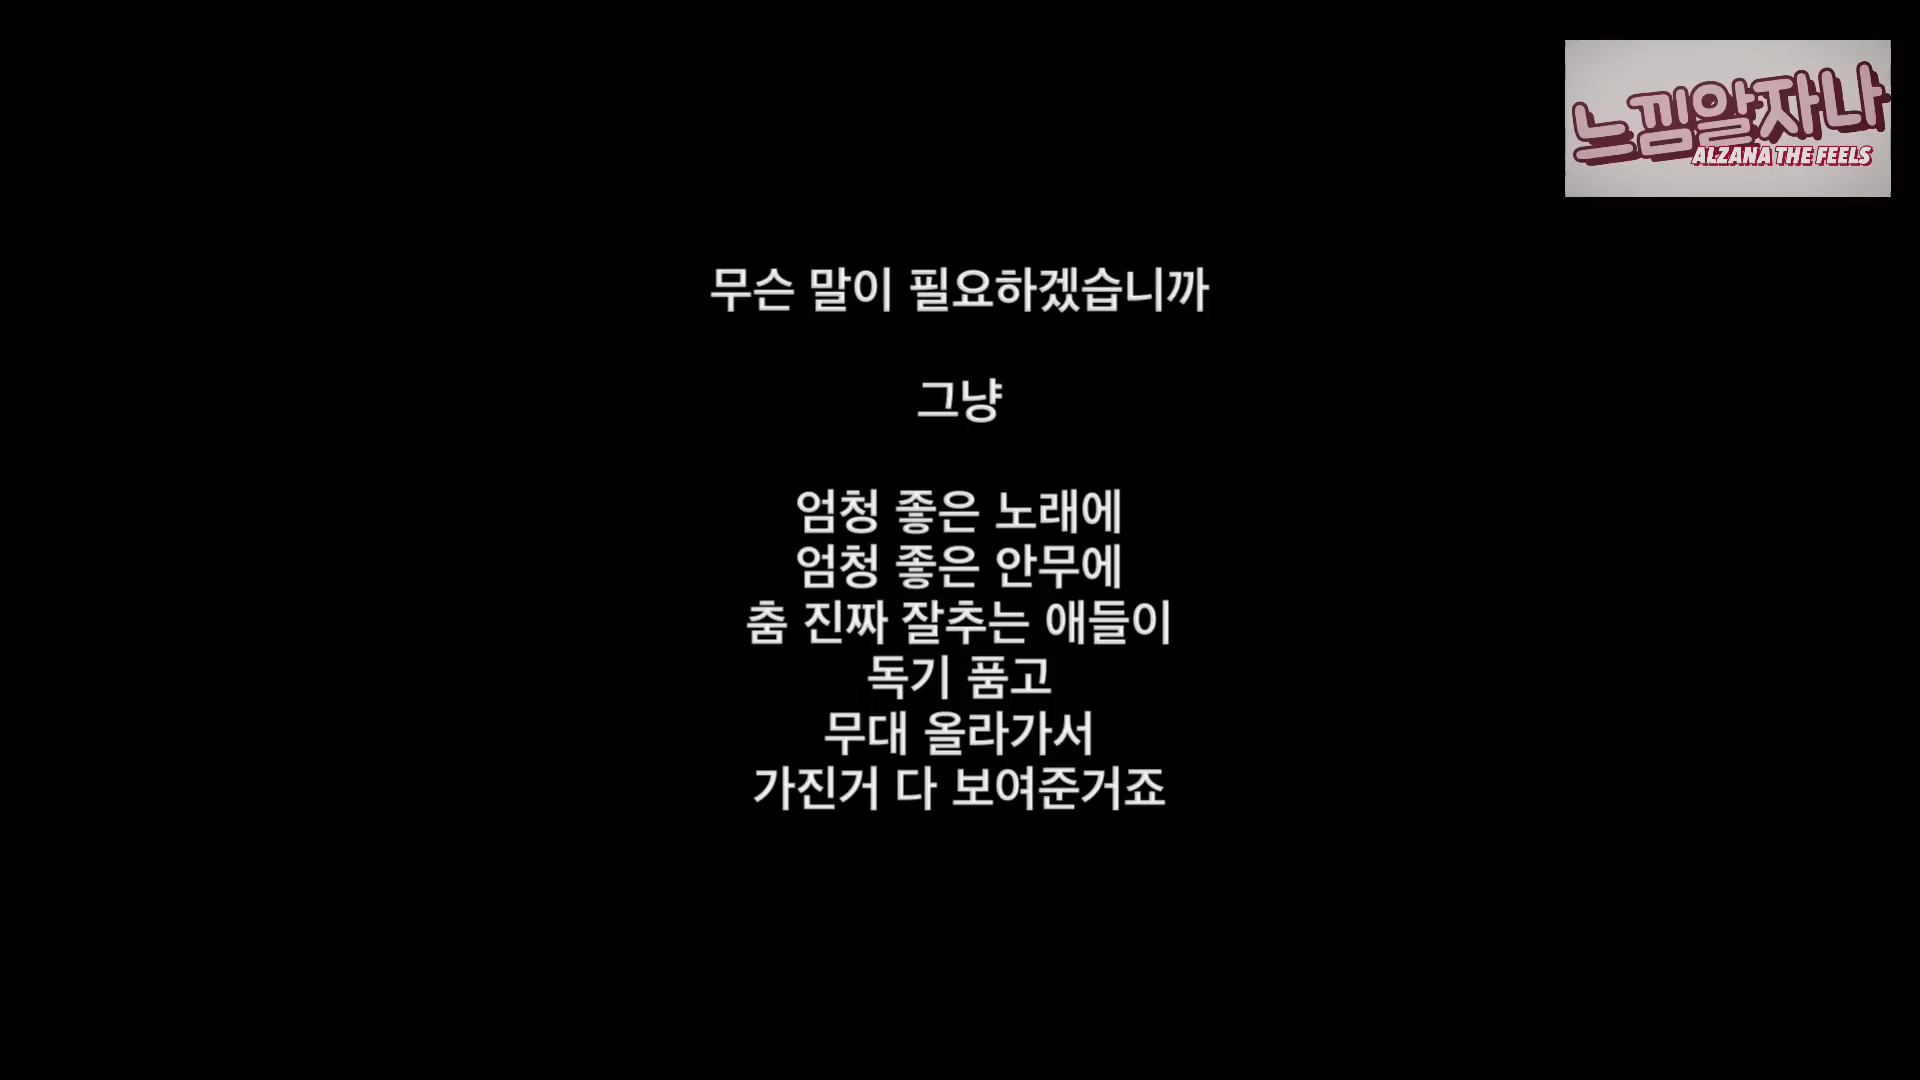 느낌알자나
ALZANA THE FEELS
무슨 말이 필요하겠습니까
그냥
엄청 좋은 노래에
엄청 좋은 안무에
춤 진짜 잘추는 애들이
독기 품고
무대 올라가서
가진거 다 보여준거죠